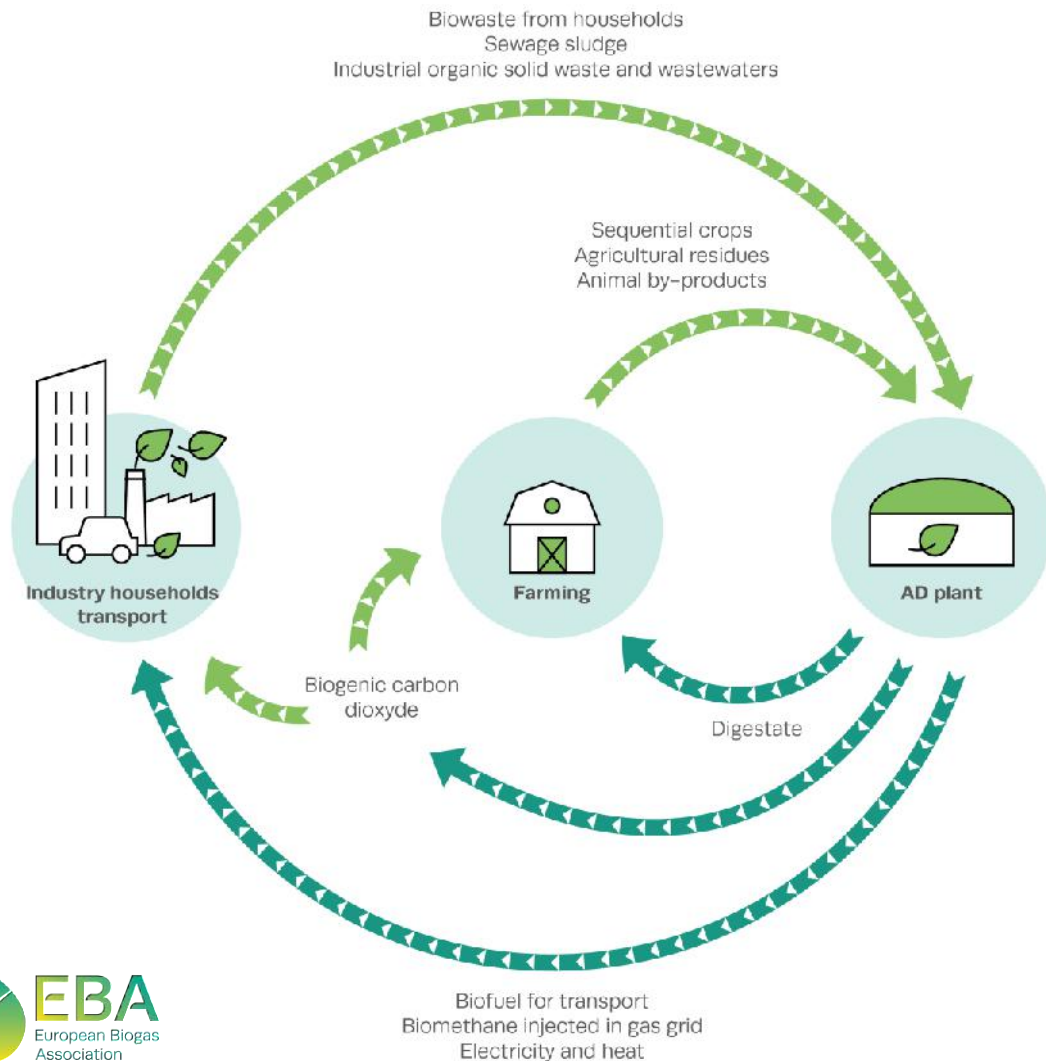 Biowaste from households
Sewage sludge
Industrial organic solid waste and wastewaters
Sequential crops
Agricultural residues
Animal by-products
Industry households
transport
Farming
AD plant
Biogenic carbon
dioxyde
Digestate
Biofuel for transport
Biomethane injected in gas grid
Electricity and heat
EBA
European Biogas
Association